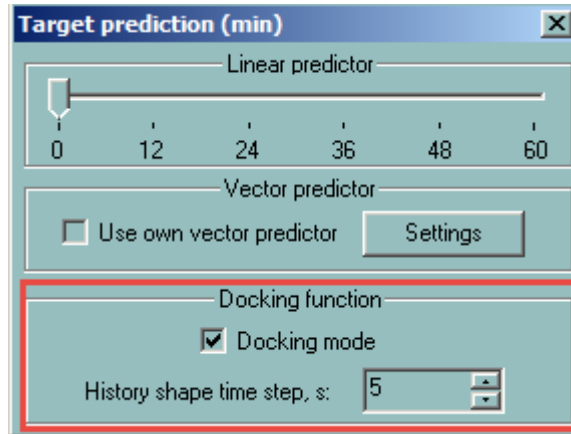 Target prediction (min)
Linear predictor
0 12 24 36 48 60
Vector predictor
Use own vector predictor Settings
Docking function
Docking mode
History shape time step, s: 5